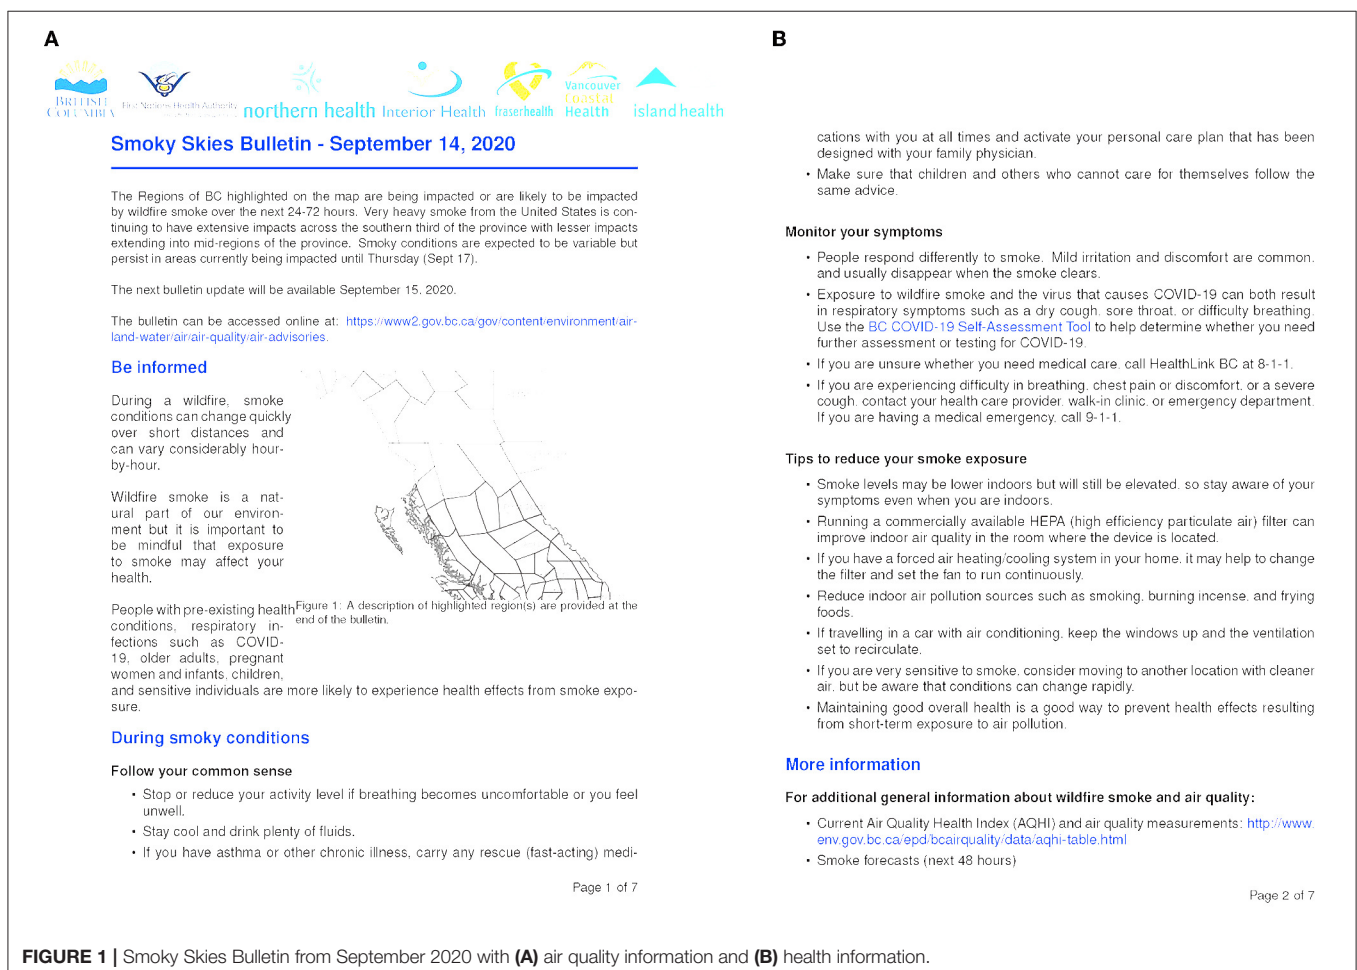 A
BRITISH
COLUMBIA
First Nations Health Authority
northern health
Interior Health
fraserhealth
Vancouver
Coastal
Health
island health
Smoky Skies Bulletin - September 14, 2020
The Regions of BC highlighted on the map are being impacted or are likely to be impacted
by wildfire smoke over the next 24-72 hours. Very heavy smoke from the United States is con-
tinuing to have extensive impacts across the southern third of the province with lesser impacts
extending into mid-regions of the province. Smoky conditions are expected to be variable but
persist in areas currently being impacted until Thursday (Sept 17).
The next bulletin update will be available September 15, 2020.
The bulletin can be accessed online at: https://www2.gov.bc.ca/gov/content/environment/air-
land-water/air/air-quality/air-advisories.
Be informed
During a wildfire, smoke
conditions can change quickly
over short distances and
can vary considerably hour-
by-hour.
Wildfire smoke is a nat-
ural part of our environ-
ment but it is important to
be mindful that exposure
to smoke may affect your
health.
Figure 1: A description of highlighted region(s) are provided at the
end of the bulletin.
People with pre-existing health
conditions, respiratory in-
fections such as COVID-
19, older adults, pregnant
women and infants, children,
and sensitive individuals are more likely to experience health effects from smoke expo-
sure.
During smoky conditions
Follow your common sense
• Stop or reduce your activity level if breathing becomes uncomfortable or you feel
unwell.
• Stay cool and drink plenty of fluids.
• If you have asthma or other chronic illness, carry any rescue (fast-acting) medi-
Page 1 of 7
B
cations with you at all times and activate your personal care plan that has been
designed with your family physician.
• Make sure that children and others who cannot care for themselves follow the
same advice.
Monitor your symptoms
• People respond differently to smoke. Mild irritation and discomfort are common,
and usually disappear when the smoke clears.
• Exposure to wildfire smoke and the virus that causes COVID-19 can both result
in respiratory symptoms such as a dry cough, sore throat, or difficulty breathing.
Use the BC COVID-19 Self-Assessment Tool to help determine whether you need
further assessment or testing for COVID-19.
• If you are unsure whether you need medical care, call HealthLink BC at 8-1-1.
• If you are experiencing difficulty in breathing, chest pain or discomfort, or a severe
cough, contact your health care provider, walk-in clinic, or emergency department.
If you are having a medical emergency, call 9-1-1.
Tips to reduce your smoke exposure
• Smoke levels may be lower indoors but will still be elevated, so stay aware of your
symptoms even when you are indoors.
• Running a commercially available HEPA (high efficiency particulate air) filter can
improve indoor air quality in the room where the device is located.
• If you have a forced air heating/cooling system in your home, it may help to change
the filter and set the fan to run continuously.
• Reduce indoor air pollution sources such as smoking, burning incense, and frying
foods.
• If travelling in a car with air conditioning, keep the windows up and the ventilation
set to recirculate.
• If you are very sensitive to smoke, consider moving to another location with cleaner
air, but be aware that conditions can change rapidly.
• Maintaining good overall health is a good way to prevent health effects resulting
from short-term exposure to air pollution.
More information
For additional general information about wildfire smoke and air quality:
• Current Air Quality Health Index (AQHI) and air quality measurements: http://www.
env.gov.bc.ca/epd/bcairquality/data/aqhi-table.html
• Smoke forecasts (next 48 hours)
Page 2 of 7
FIGURE 1 | Smoky Skies Bulletin from September 2020 with (A) air quality information and (B) health information.